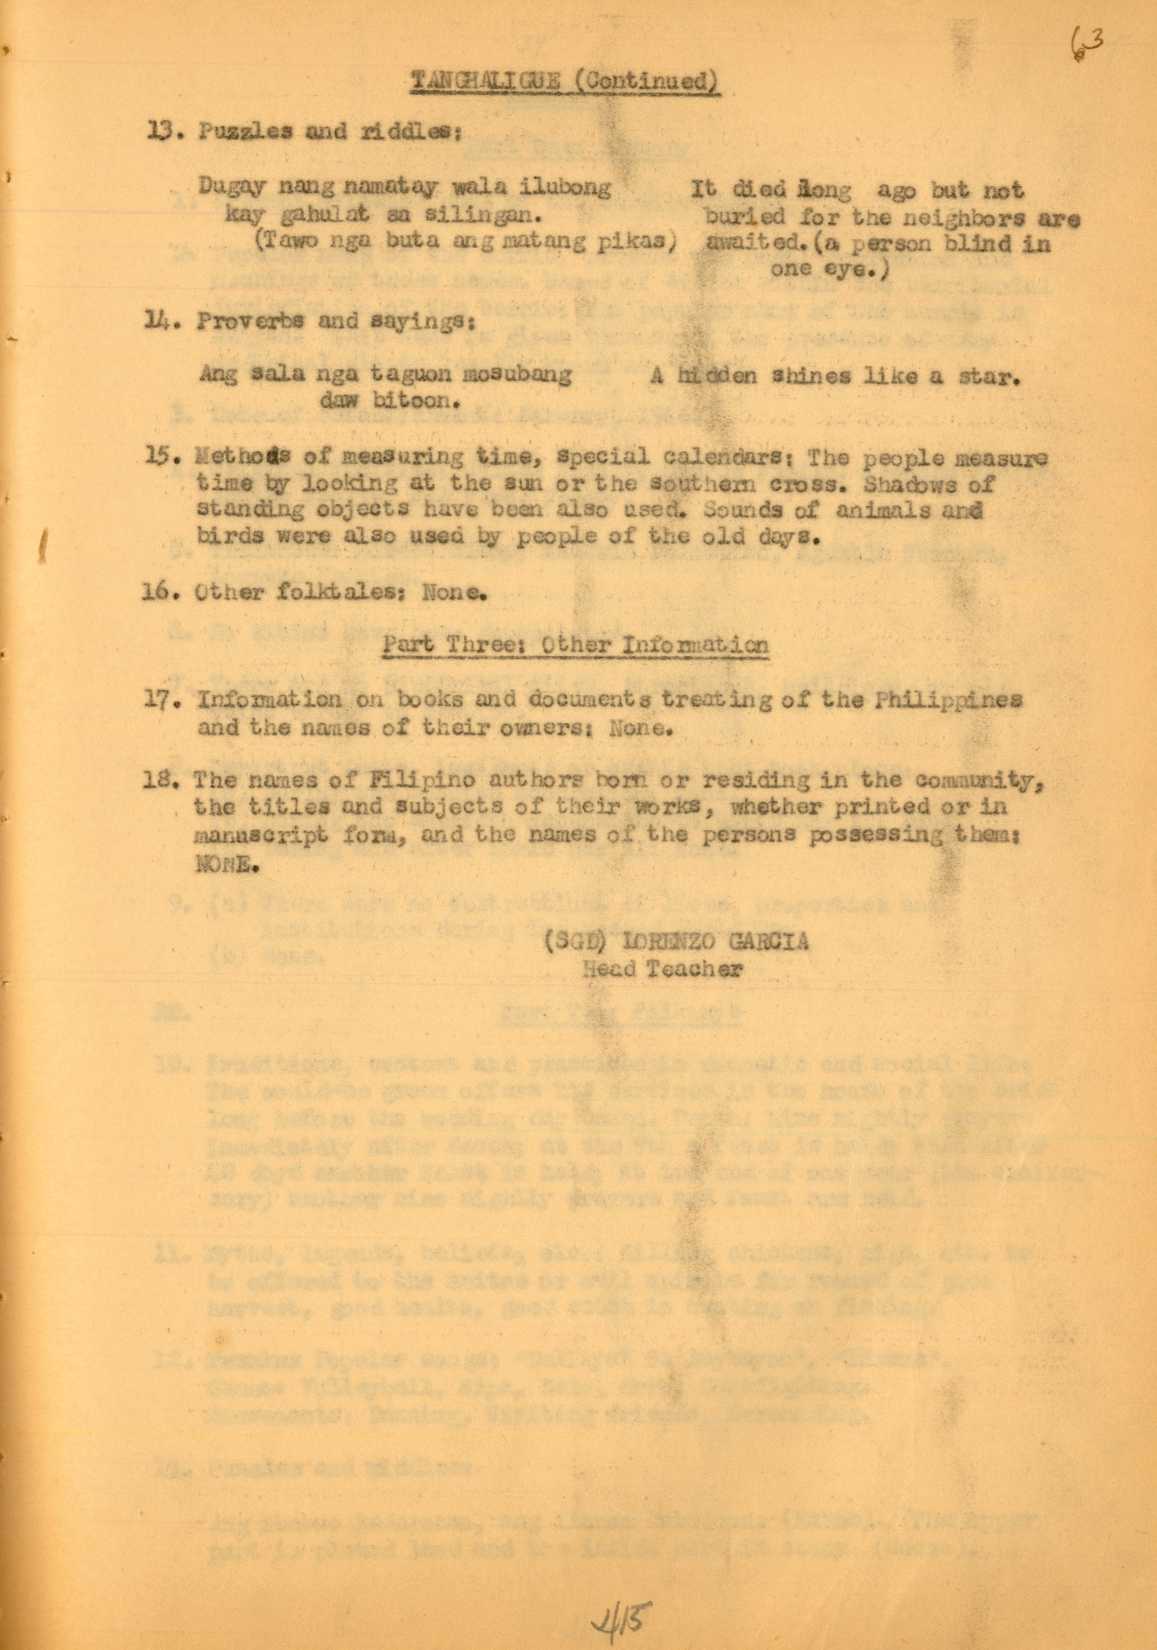 63
TANGHALIGUE (Continued)
13. Puzzles and riddles:
Dugay nang namatay wala ilubong
kay gahulat sa silingan.
(Tawo nga buta ang matang pikas)
It died long ago but not
buried for the neighbors are
awaited.(a person blind in
one eye.)
14. Proverbs and sayings:
Ang sala nga taguon mosubang
daw bitoon.
A hidden shines like a star.
15. Methods of measuring time, special calendars: The people measure
time by looking at the sun or the southern cross. Shadows of
standing objects have been also used. Sounds of animals and
birds were also used by people of the old days.
16. Other folktales: None.
Part Three: Other Information
17. Information on books and documents treating of the Philippines
and the names of their owners: None.
18. The names of Filipino authors born or residing in the community,
the titles and subjects of their works, whether printed or in
manuscript form, and the names of the persons possessing them:
NONE.
(SGD) LORENZO GARCIA
Head Teacher
415